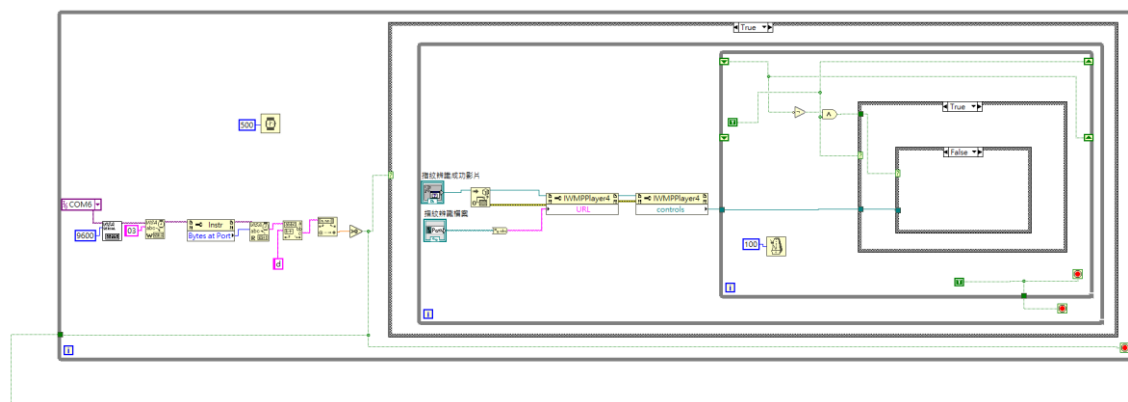 True
True
False
500
指紋辨識成功影片
COM6
IWMPPlayer4
IWMPPlayer4
URL
controls
指紋辨識檔案
Path
9600
03
Instr
Bytes at Port
d
100
i
i
i